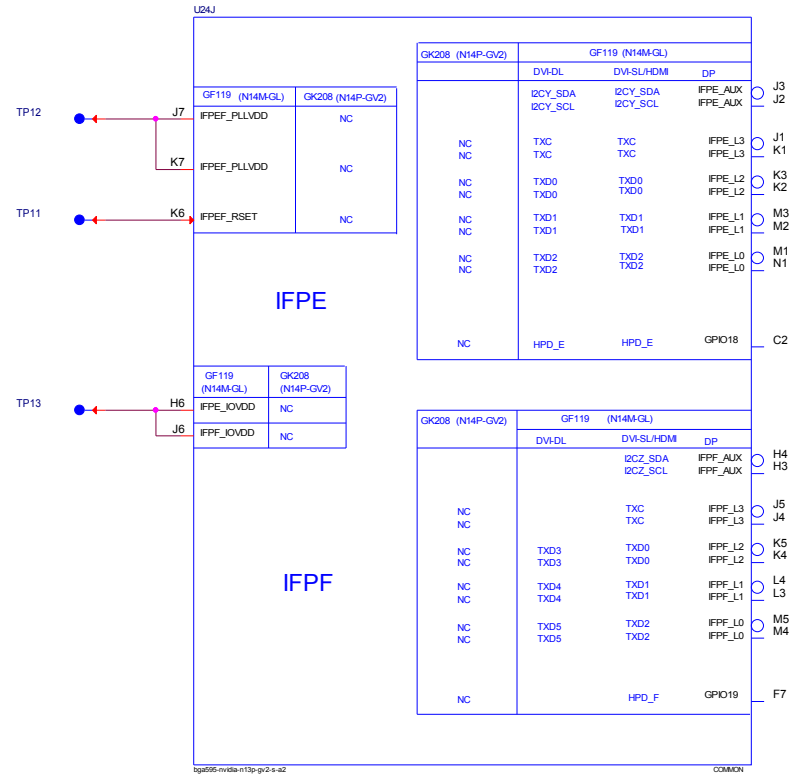 U24J
GK208 (N14P-GV2) GF119 (N14M-GL)
DVI-DL DVI-SL/HDMI DP
I2CY_SDA I2CY_SDA IFPE_AUX J3
I2CY_SCL I2CY_SCL IFPE_AUX J2
NC TXC TXC IFPE_L3 J1
NC TXC TXC IFPE_L3 K1
NC TXD0 TXD0 IFPE_L2 K3
NC TXD0 TXD0 IFPE_L2 K2
NC TXD1 TXD1 IFPE_L1 M3
NC TXD1 TXD1 IFPE_L1 M2
NC TXD2 TXD2 IFPE_L0 M1
NC TXD2 TXD2 IFPE_L0 N1
NC HPD_E HPD_E GPIO18 C2
GF119 (N14M-GL) GK208 (N14P-GV2)
TP12 J7 IFPEF_PLLVDD NC
K7 IFPEF_PLLVDD NC
TP11 K6 IFPEF_RSET NC
IFPE
GF119 GK208
(N14M-GL) (N14P-GV2)
TP13 H6 IFPE_IOVDD NC
J6 IFPF_IOVDD NC
GK208 (N14P-GV2) GF119 (N14M-GL)
DVI-DL DVI-SL/HDMI DP
I2CZ_SDA IFPF_AUX H4
I2CZ_SCL IFPF_AUX H3
NC TXC IFPF_L3 J5
NC TXC IFPF_L3 J4
NC TXD3 TXD0 IFPF_L2 K5
NC TXD3 TXD0 IFPF_L2 K4
NC TXD4 TXD1 IFPF_L1 L4
NC TXD4 TXD1 IFPF_L1 L3
NC TXD5 TXD2 IFPF_L0 M5
NC TXD5 TXD2 IFPF_L0 M4
NC HPD_F GPIO19 F7
IFPF
bga595-nvidia-n13p-gv2-s-a2 COMMON